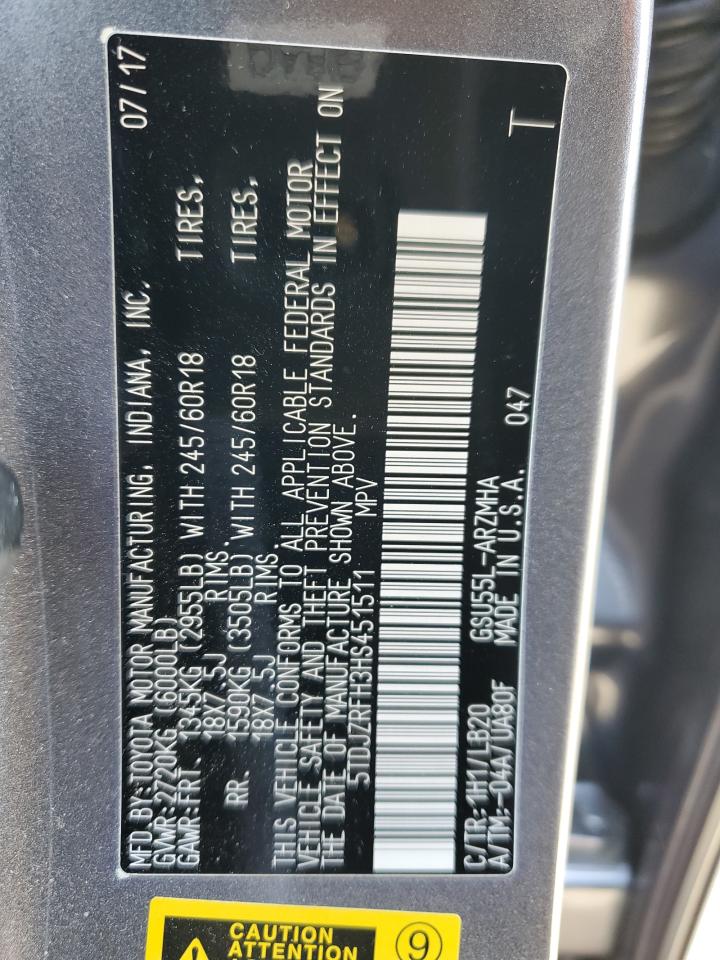 MFD.BY:TOYOTA MOTOR MANUFACTURING, INDIANA, INC. 07/17
GVWR:2720KG (6000LB)
GAWR:FRT. 1345KG (2955LB) WITH 245/60R18 TIRES,
18X7.5J RIMS.
RR. 1590KG (3505LB) WITH 245/60R18 TIRES,
18X7.5J RIMS.
THIS VEHICLE CONFORMS TO ALL APPLICABLE FEDERAL MOTOR
VEHICLE SAFETY AND THEFT PREVENTION STANDARDS IN EFFECT ON
THE DATE OF MANUFACTURE SHOWN ABOVE.
5TDJZRFH3HS451511 MPV
C/TR:1H1/LB20 GSU55L-ARZMHA
A/TM:-04A/UA80F MADE IN U.S.A. 047 T
CAUTION 9
ATTENTION